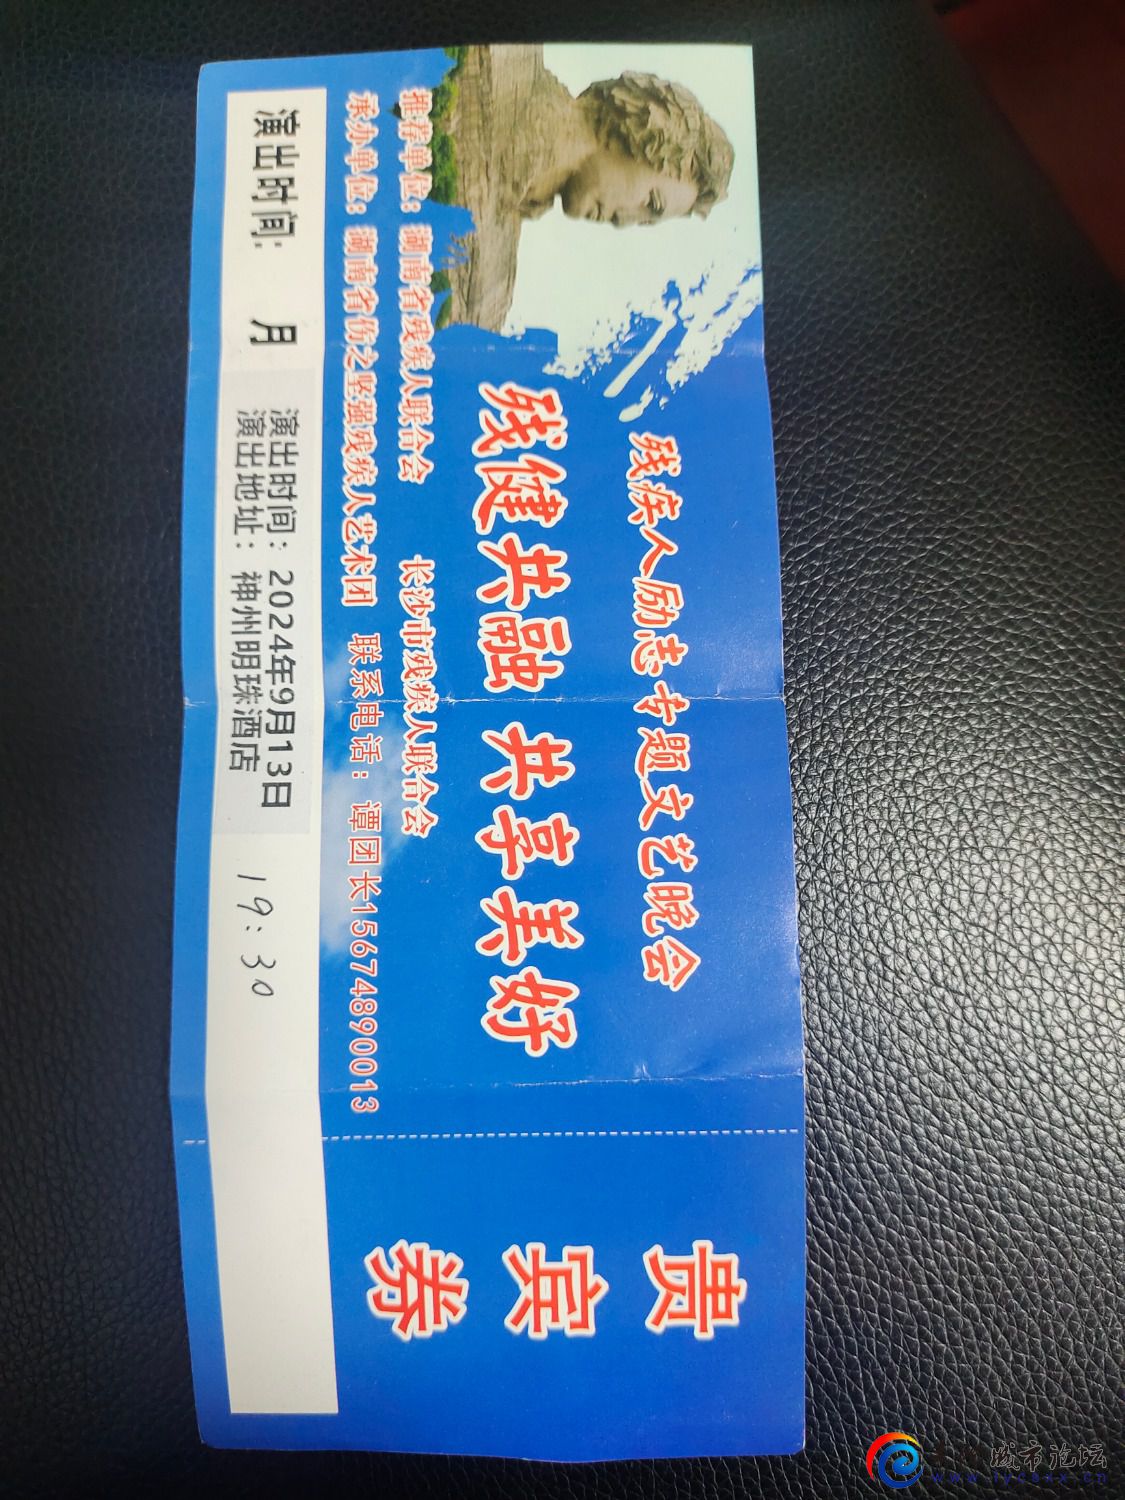 残疾人励志专题文艺晚会
残健共融 共享美好
推荐单位：湖南省残疾人联合会 长沙市残疾人联合会
承办单位：湖南省伤之坚强残疾人艺术团 联系电话：谭团长15674890013
演出时间: 月
演出时间：2024年9月13日
演出地址：神州明珠酒店
19:30
贵宾券
城市论坛